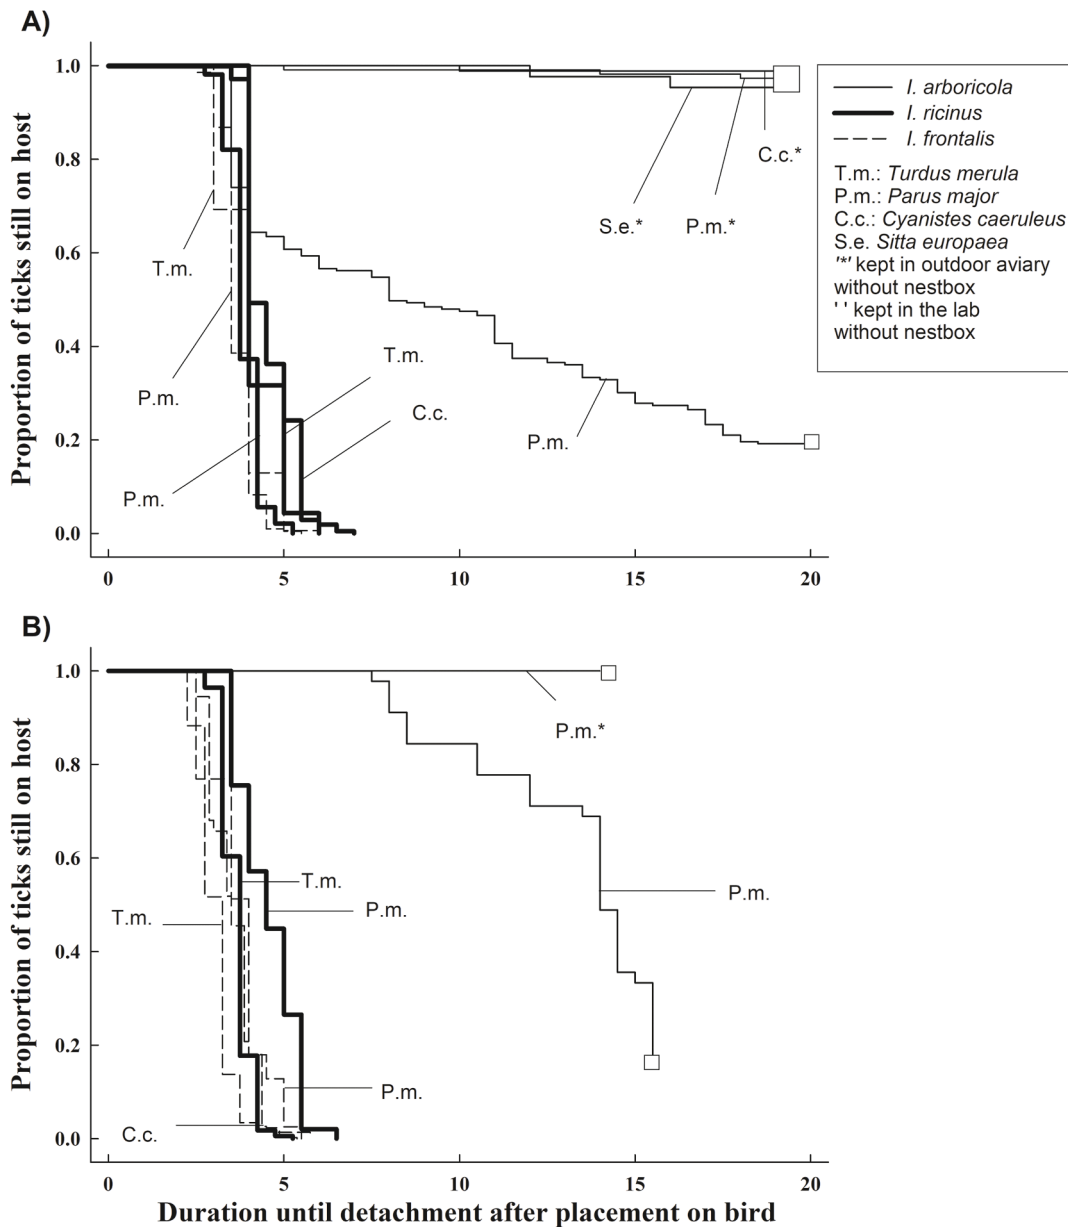 A)
Proportion of ticks still on host
1.0
0.8
0.6
0.4
0.2
0.0
0
5
10
15
20
T.m.
P.m.
P.m.
T.m.
C.c.
P.m.
S.e.*
P.m.*
C.c.*
I. arboricola
I. ricinus
I. frontalis
T.m.: Turdus merula
P.m.: Parus major
C.c.: Cyanistes caeruleus
S.e. Sitta europaea
'*' kept in outdoor aviary
without nestbox
' ' kept in the lab
without nestbox
B)
Proportion of ticks still on host
1.0
0.8
0.6
0.4
0.2
0.0
0
5
10
15
20
P.m.*
T.m.
P.m.
T.m.
P.m.
P.m.
C.c.
Duration until detachment after placement on bird